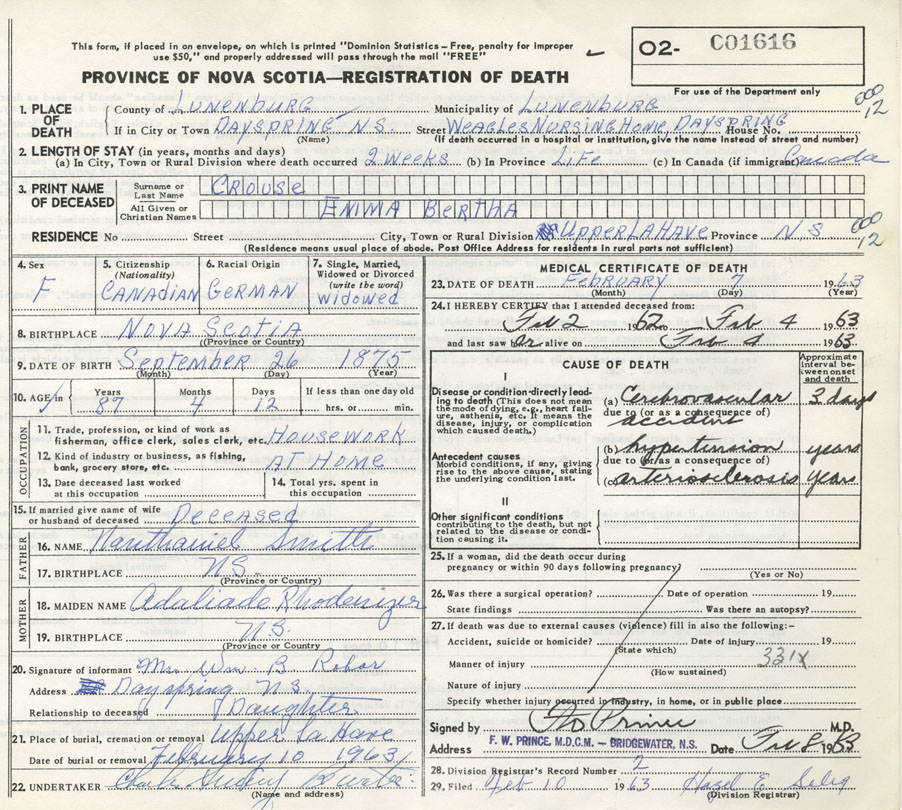 This form, if placed in an envelope, on which is printed "Dominion Statistics – Free, penalty for improper
use $50," and properly addressed will pass through the mail "FREE"
O2- C01616
For use of the Department only
PROVINCE OF NOVA SCOTIA—REGISTRATION OF DEATH
000
12
1. PLACE OF DEATH County of Lunenburg Municipality of Lunenburg
If in City or Town Dayspring NS Street Weagles Nursing Home, Dayspring House No.
(Name) (If death occurred in a hospital or institution, give the name instead of street and number)
2. LENGTH OF STAY (in years, months and days)
(a) In City, Town or Rural Division where death occurred 2 weeks (b) In Province Life (c) In Canada (if immigrant) Canada
3. PRINT NAME OF DECEASED
Surname or Last Name Crouse
All Given or Christian Names Emma Bertha
RESIDENCE No Street City, Town or Rural Division Upper LaHave Province NS
000
12
(Residence means usual place of abode. Post Office Address for residents in rural parts not sufficient)
4. Sex F
5. Citizenship (Nationality) Canadian
6. Racial Origin German
7. Single, Married, Widowed or Divorced (write the word) widowed
8. BIRTHPLACE Nova Scotia
(Province or Country)
9. DATE OF BIRTH September 26 1875
(Month) (Day) (Year)
10. AGE in Years 87 Months 4 Days 12 If less than one day old hrs. or min.
OCCUPATION
11. Trade, profession, or kind of work as fisherman, office clerk, sales clerk, etc. Housework
12. Kind of industry or business, as fishing, bank, grocery store, etc. At Home
13. Date deceased last worked at this occupation
14. Total yrs. spent in this occupation
15. If married give name of wife or husband of deceased Deceased
FATHER
16. NAME Nanthaniel Smith
17. BIRTHPLACE N.S.
(Province or Country)
MOTHER
18. MAIDEN NAME Adaliade Rhodenizer
19. BIRTHPLACE N.S.
(Province or Country
20. Signature of informant Mrs Wm. B. Robar
Address Dayspring N.S.
Relationship to deceased Daughter
21. Place of burial, cremation or removal Upper La Have
Date of burial or removal February 10 1963
22. UNDERTAKER
(Name and address)
MEDICAL CERTIFICATE OF DEATH
23. DATE OF DEATH February 7 1963
(Month) (Day) (Year)
24. I HEREBY CERTIFY that I attended deceased from:
Feb 2 1962 Feb 4 1963
and last saw her alive on Feb 4 1963
CAUSE OF DEATH
Approximate interval between onset and death
I
Disease or condition directly leading to death (This does not mean the mode of dying, e.g., heart failure, asthenia, etc. It means the disease, injury, or complication which caused death.)
(a) Cerebrovascular 3 days
due to (or as a consequence of)
accident
Antecedent causes
Morbid conditions, if any, giving rise to the above cause, stating the underlying condition last.
(b) hypertension years
due to (or as a consequence of)
(c) arteriosclerosis years
II
Other significant conditions
contributing to the death, but not related to the disease or condition causing it.
25. If a woman, did the death occur during pregnancy or within 90 days following pregnancy?
(Yes or No)
26. Was there a surgical operation? Date of operation 19
State findings Was there an autopsy?
27. If death was due to external causes (violence) fill in also the following:–
Accident, suicide or homicide? Date of injury 19
(State which)
331X
Manner of injury
(How sustained)
Nature of injury
Specify whether injury occurred in industry, in home, or in public place
Signed by F W Prince M.D.
Address F. W. PRINCE, M.D.C.M. – BRIDGEWATER, N.S. Date Feb 8 1963
28. Division Registrar's Record Number 2
29. Filed Feb 10 1963 Hazel E Selig
(Division Registrar)